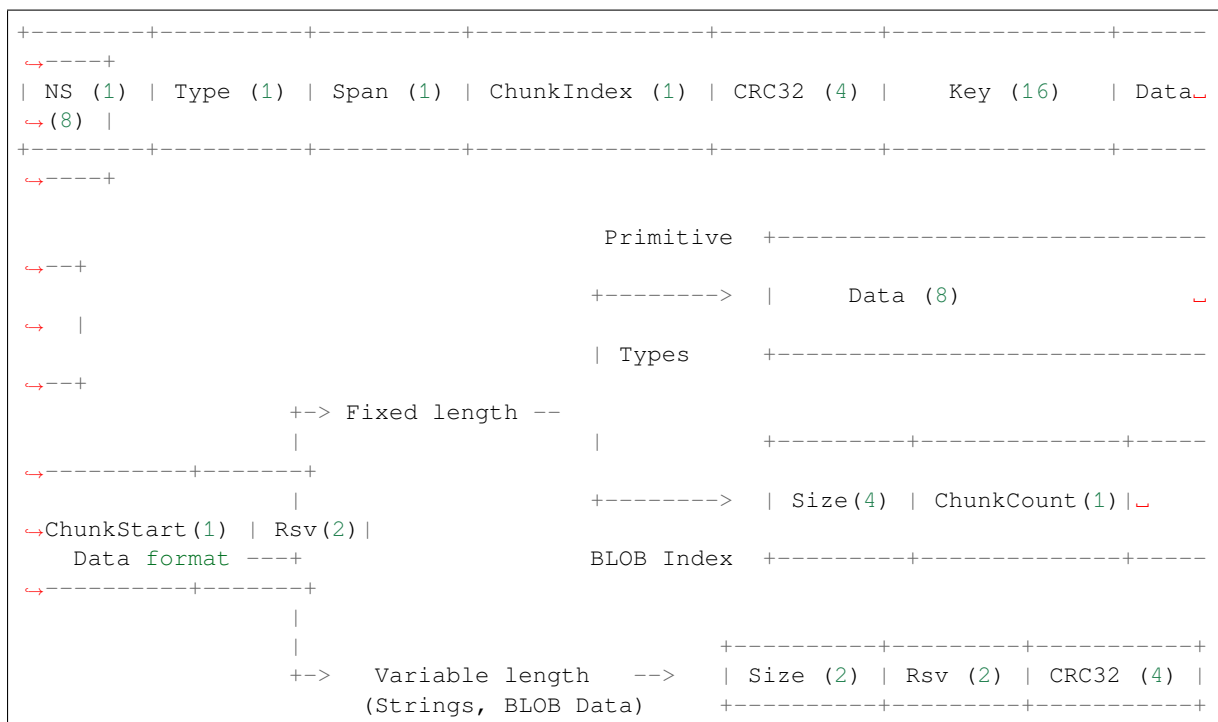 +--------+----------+----------+---------------+-----------+--------------+------
↪----+
| NS (1) | Type (1) | Span (1) | ChunkIndex (1) | CRC32 (4) |    Key (16)   | Data␣
↪(8) |
+--------+----------+----------+---------------+-----------+--------------+------
↪----+
                                         Primitive  +------------------------------
↪--+
                                        +-------->  |     Data (8)                ␣
↪  |
                                        | Types     +------------------------------
↪--+
                   +-> Fixed length --
                   |                    |           +---------+--------------+-----
↪----------+-------+
                   |                    +-------->  | Size(4) | ChunkCount(1)|␣
↪ChunkStart(1) | Rsv(2)|
    Data format ---+                    BLOB Index  +---------+--------------+-----
↪----------+-------+
                   |
                   |                             +----------+---------+-----------+
                   +->   Variable length   -->   | Size (2) | Rsv (2) | CRC32 (4) |
                        (Strings, BLOB Data)     +----------+---------+-----------+